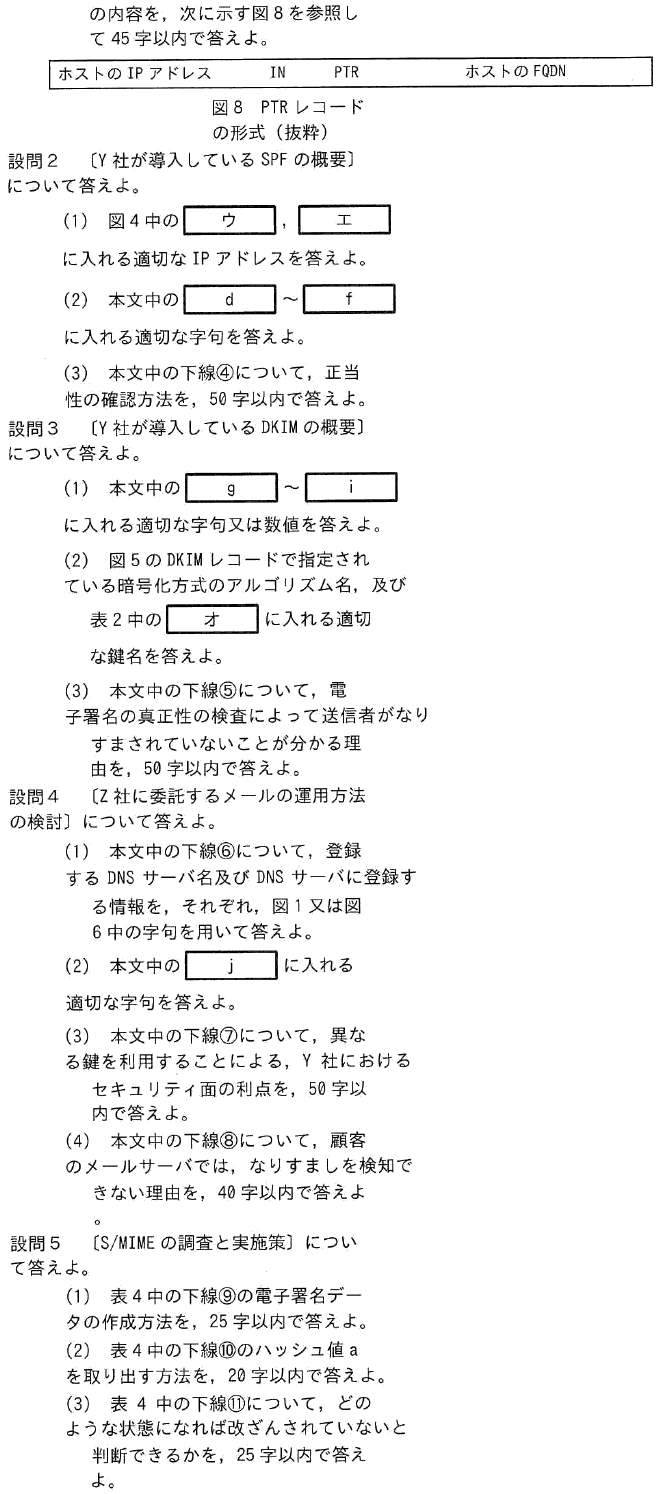 の内容を，次に示す図８を参照し
て 45 字以内で答えよ。
ホストの IP アドレス IN PTR ホストの FQDN
図８ PTR レコード
の形式（抜粋）
設問２ 〔Y 社が導入している SPF の概要〕
について答えよ。
(1) 図４中の ウ ， エ
に入れる適切な IP アドレスを答えよ。
(2) 本文中の d ～ f
に入れる適切な字句を答えよ。
(3) 本文中の下線④について，正当
性の確認方法を，50 字以内で答えよ。
設問３ 〔Y 社が導入している DKIM の概要〕
について答えよ。
(1) 本文中の g ～ i
に入れる適切な字句又は数値を答えよ。
(2) 図５の DKIM レコードで指定され
ている暗号化方式のアルゴリズム名，及び
表２中の オ に入れる適切
な鍵名を答えよ。
(3) 本文中の下線⑤について，電
子署名の真正性の検査によって送信者がなり
すまされていないことが分かる理
由を，50 字以内で答えよ。
設問４ 〔Z 社に委託するメールの運用方法
の検討〕について答えよ。
(1) 本文中の下線⑥について，登録
する DNS サーバ名及び DNS サーバに登録す
る情報を，それぞれ，図１又は図
６中の字句を用いて答えよ。
(2) 本文中の j に入れる
適切な字句を答えよ。
(3) 本文中の下線⑦について，異な
る鍵を利用することによる，Y 社における
セキュリティ面の利点を，50 字以
内で答えよ。
(4) 本文中の下線⑧について，顧客
のメールサーバでは，なりすましを検知で
きない理由を，40 字以内で答えよ
。
設問５ 〔S/MIME の調査と実施策〕につい
て答えよ。
(1) 表４中の下線⑨の電子署名デー
タの作成方法を，25 字以内で答えよ。
(2) 表４中の下線⑩のハッシュ値 a
を取り出す方法を，20 字以内で答えよ。
(3) 表 4 中の下線⑪について，どの
ような状態になれば改ざんされていないと
判断できるかを，25 字以内で答え
よ。